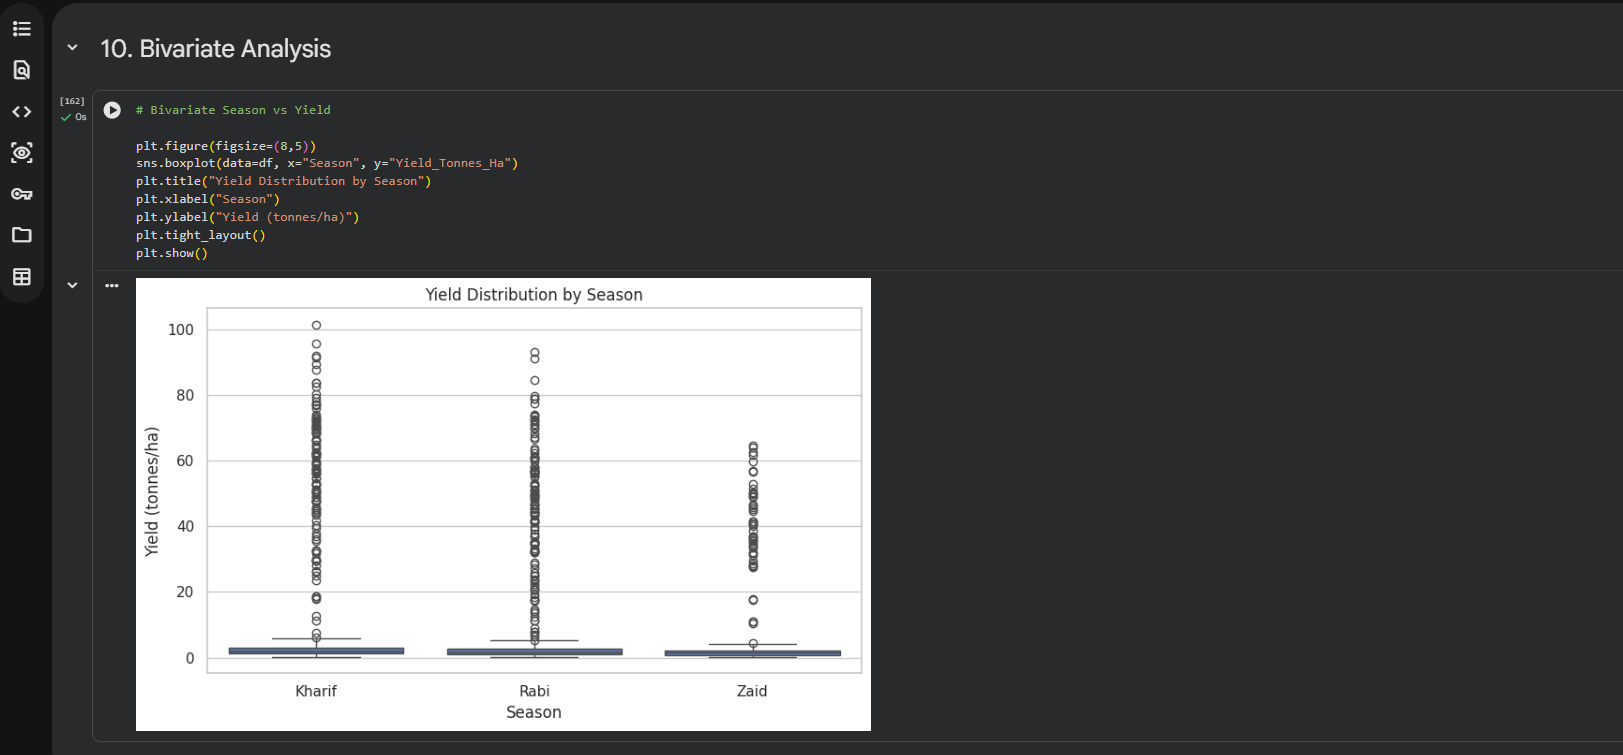 10. Bivariate Analysis
[162]
0s
# Bivariate Season vs Yield
plt.figure(figsize=(8,5))
sns.boxplot(data=df, x="Season", y="Yield_Tonnes_Ha")
plt.title("Yield Distribution by Season")
plt.xlabel("Season")
plt.ylabel("Yield (tonnes/ha)")
plt.tight_layout()
plt.show()
Yield Distribution by Season
100
80
60
40
20
0
Yield (tonnes/ha)
Kharif Rabi Zaid
Season